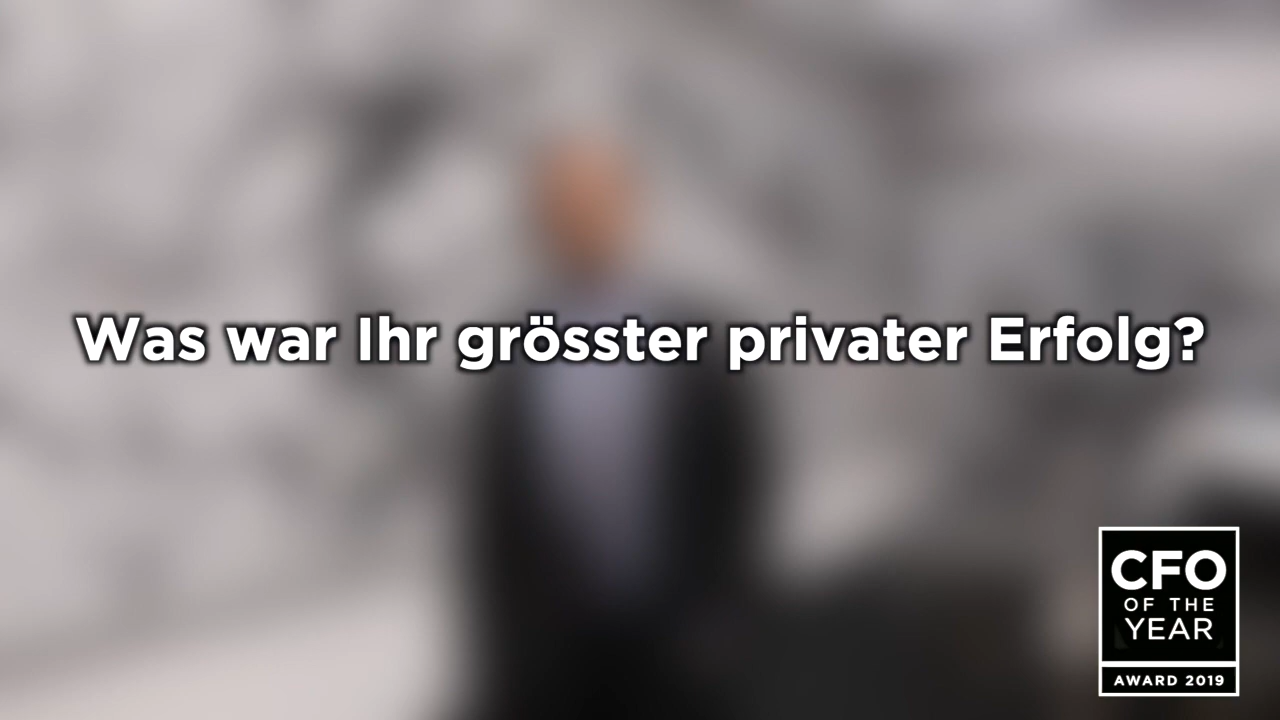 Was war Ihr grösster privater Erfolg?
CFO
OF THE
YEAR
AWARD 2019